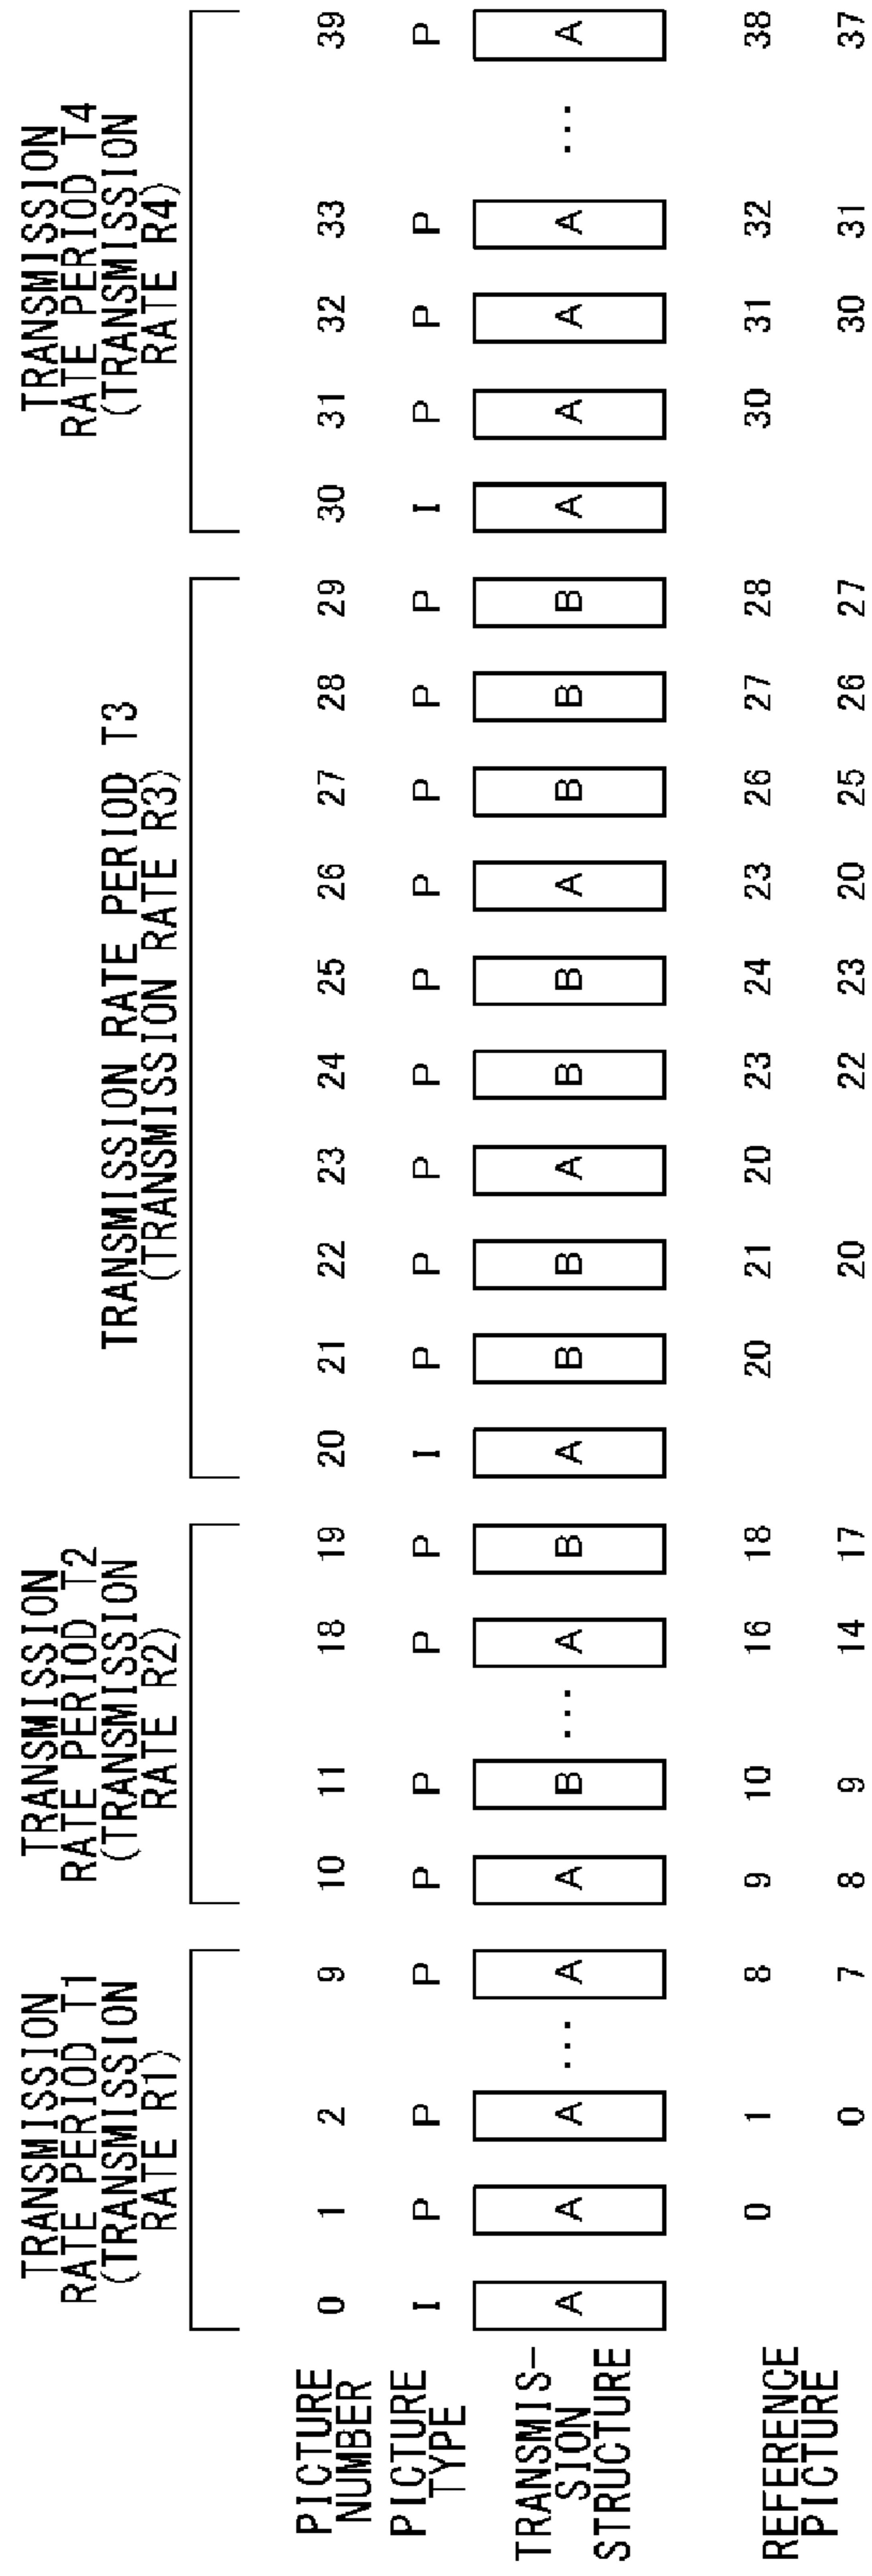 TRANSMISSION
RATE PERIOD T1
(TRANSMISSION
RATE R1)
TRANSMISSION
RATE PERIOD T2
(TRANSMISSION
RATE R2)
TRANSMISSION RATE PERIOD T3
(TRANSMISSION RATE R3)
TRANSMISSION
RATE PERIOD T4
(TRANSMISSION
RATE R4)
PICTURE
NUMBER
0 1 2 9 10 11 18 19 20 21 22 23 24 25 26 27 28 29 30 31 32 33 39
PICTURE
TYPE
I P P P P P P P I P P P P P P P P P I P P P P
TRANSMIS-
SION
STRUCTURE
A A A ... A A B ... A B A B B A B B A B B B A A A A ... A
REFERENCE
PICTURE
0 1 8 9 10 16 18 20 21 20 23 24 23 26 27 28 30 31 32 38
0 7 8 9 14 17 20 22 23 20 25 26 27 30 31 37